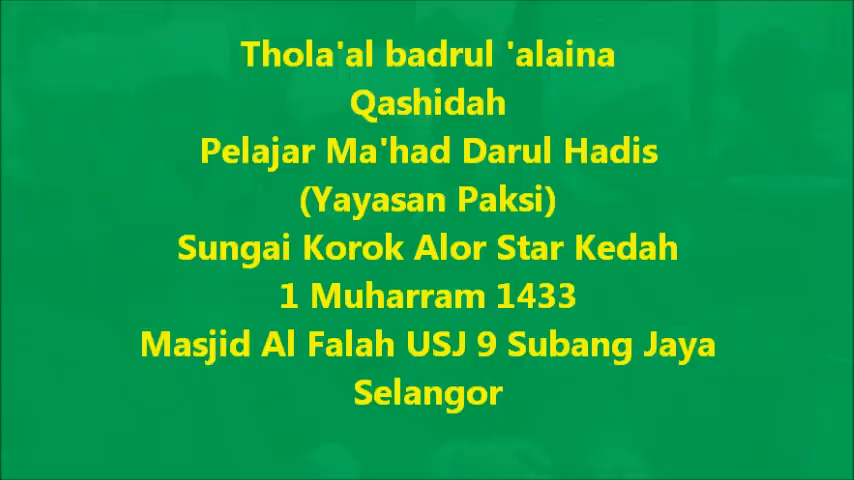 Thola'al badrul 'alaina
Qashidah
Pelajar Ma'had Darul Hadis
(Yayasan Paksi)
Sungai Korok Alor Star Kedah
1 Muharram 1433
Masjid Al Falah USJ 9 Subang Jaya
Selangor